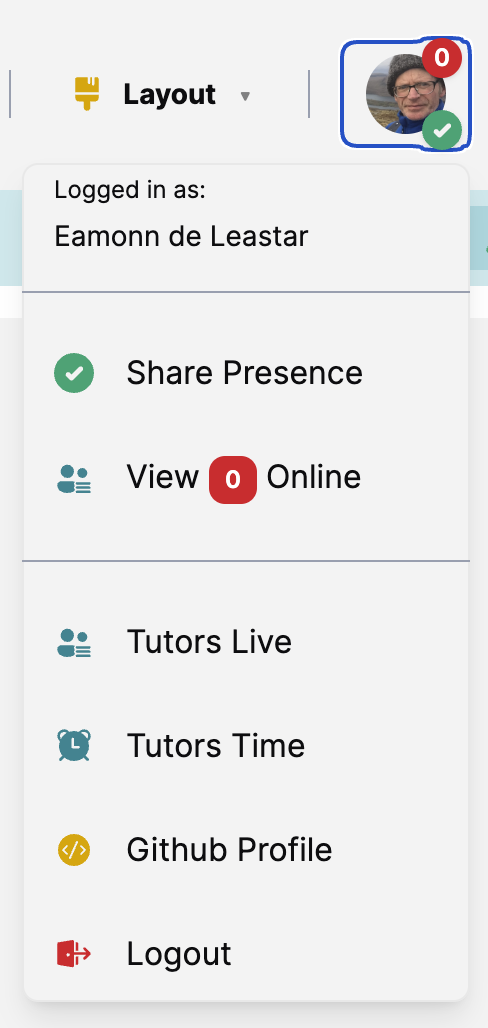 Layout
0
Logged in as:
Eamonn de Leastar
Share Presence
View 0 Online
Tutors Live
Tutors Time
Github Profile
Logout